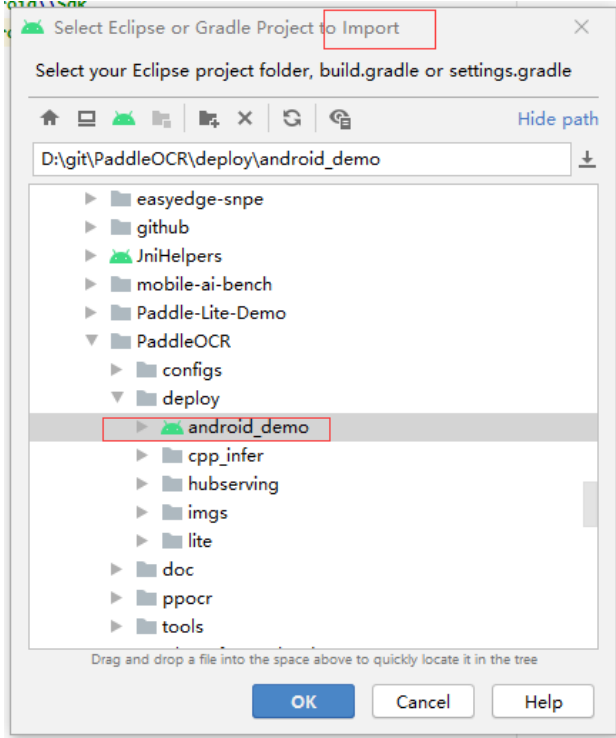 Select Eclipse or Gradle Project to Import
Select your Eclipse project folder, build.gradle or settings.gradle
Hide path
D:\git\PaddleOCR\deploy\android_demo
easyedge-snpe
github
JniHelpers
mobile-ai-bench
Paddle-Lite-Demo
PaddleOCR
configs
deploy
android_demo
cpp_infer
hubserving
imgs
lite
doc
ppocr
tools
Drag and drop a file into the space above to quickly locate it in the tree
OK Cancel Help